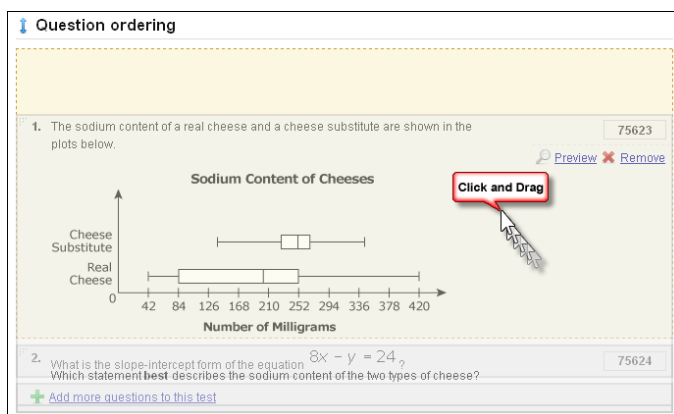 Question ordering
1. The sodium content of a real cheese and a cheese substitute are shown in the
plots below.
75623
Preview Remove
Sodium Content of Cheeses
Click and Drag
Cheese
Substitute
Real
Cheese
0 42 84 126 168 210 252 294 336 378 420
Number of Milligrams
2. What is the slope-intercept form of the equation 8x − y = 24 ?
75624
Which statement best describes the sodium content of the two types of cheese?
Add more questions to this test